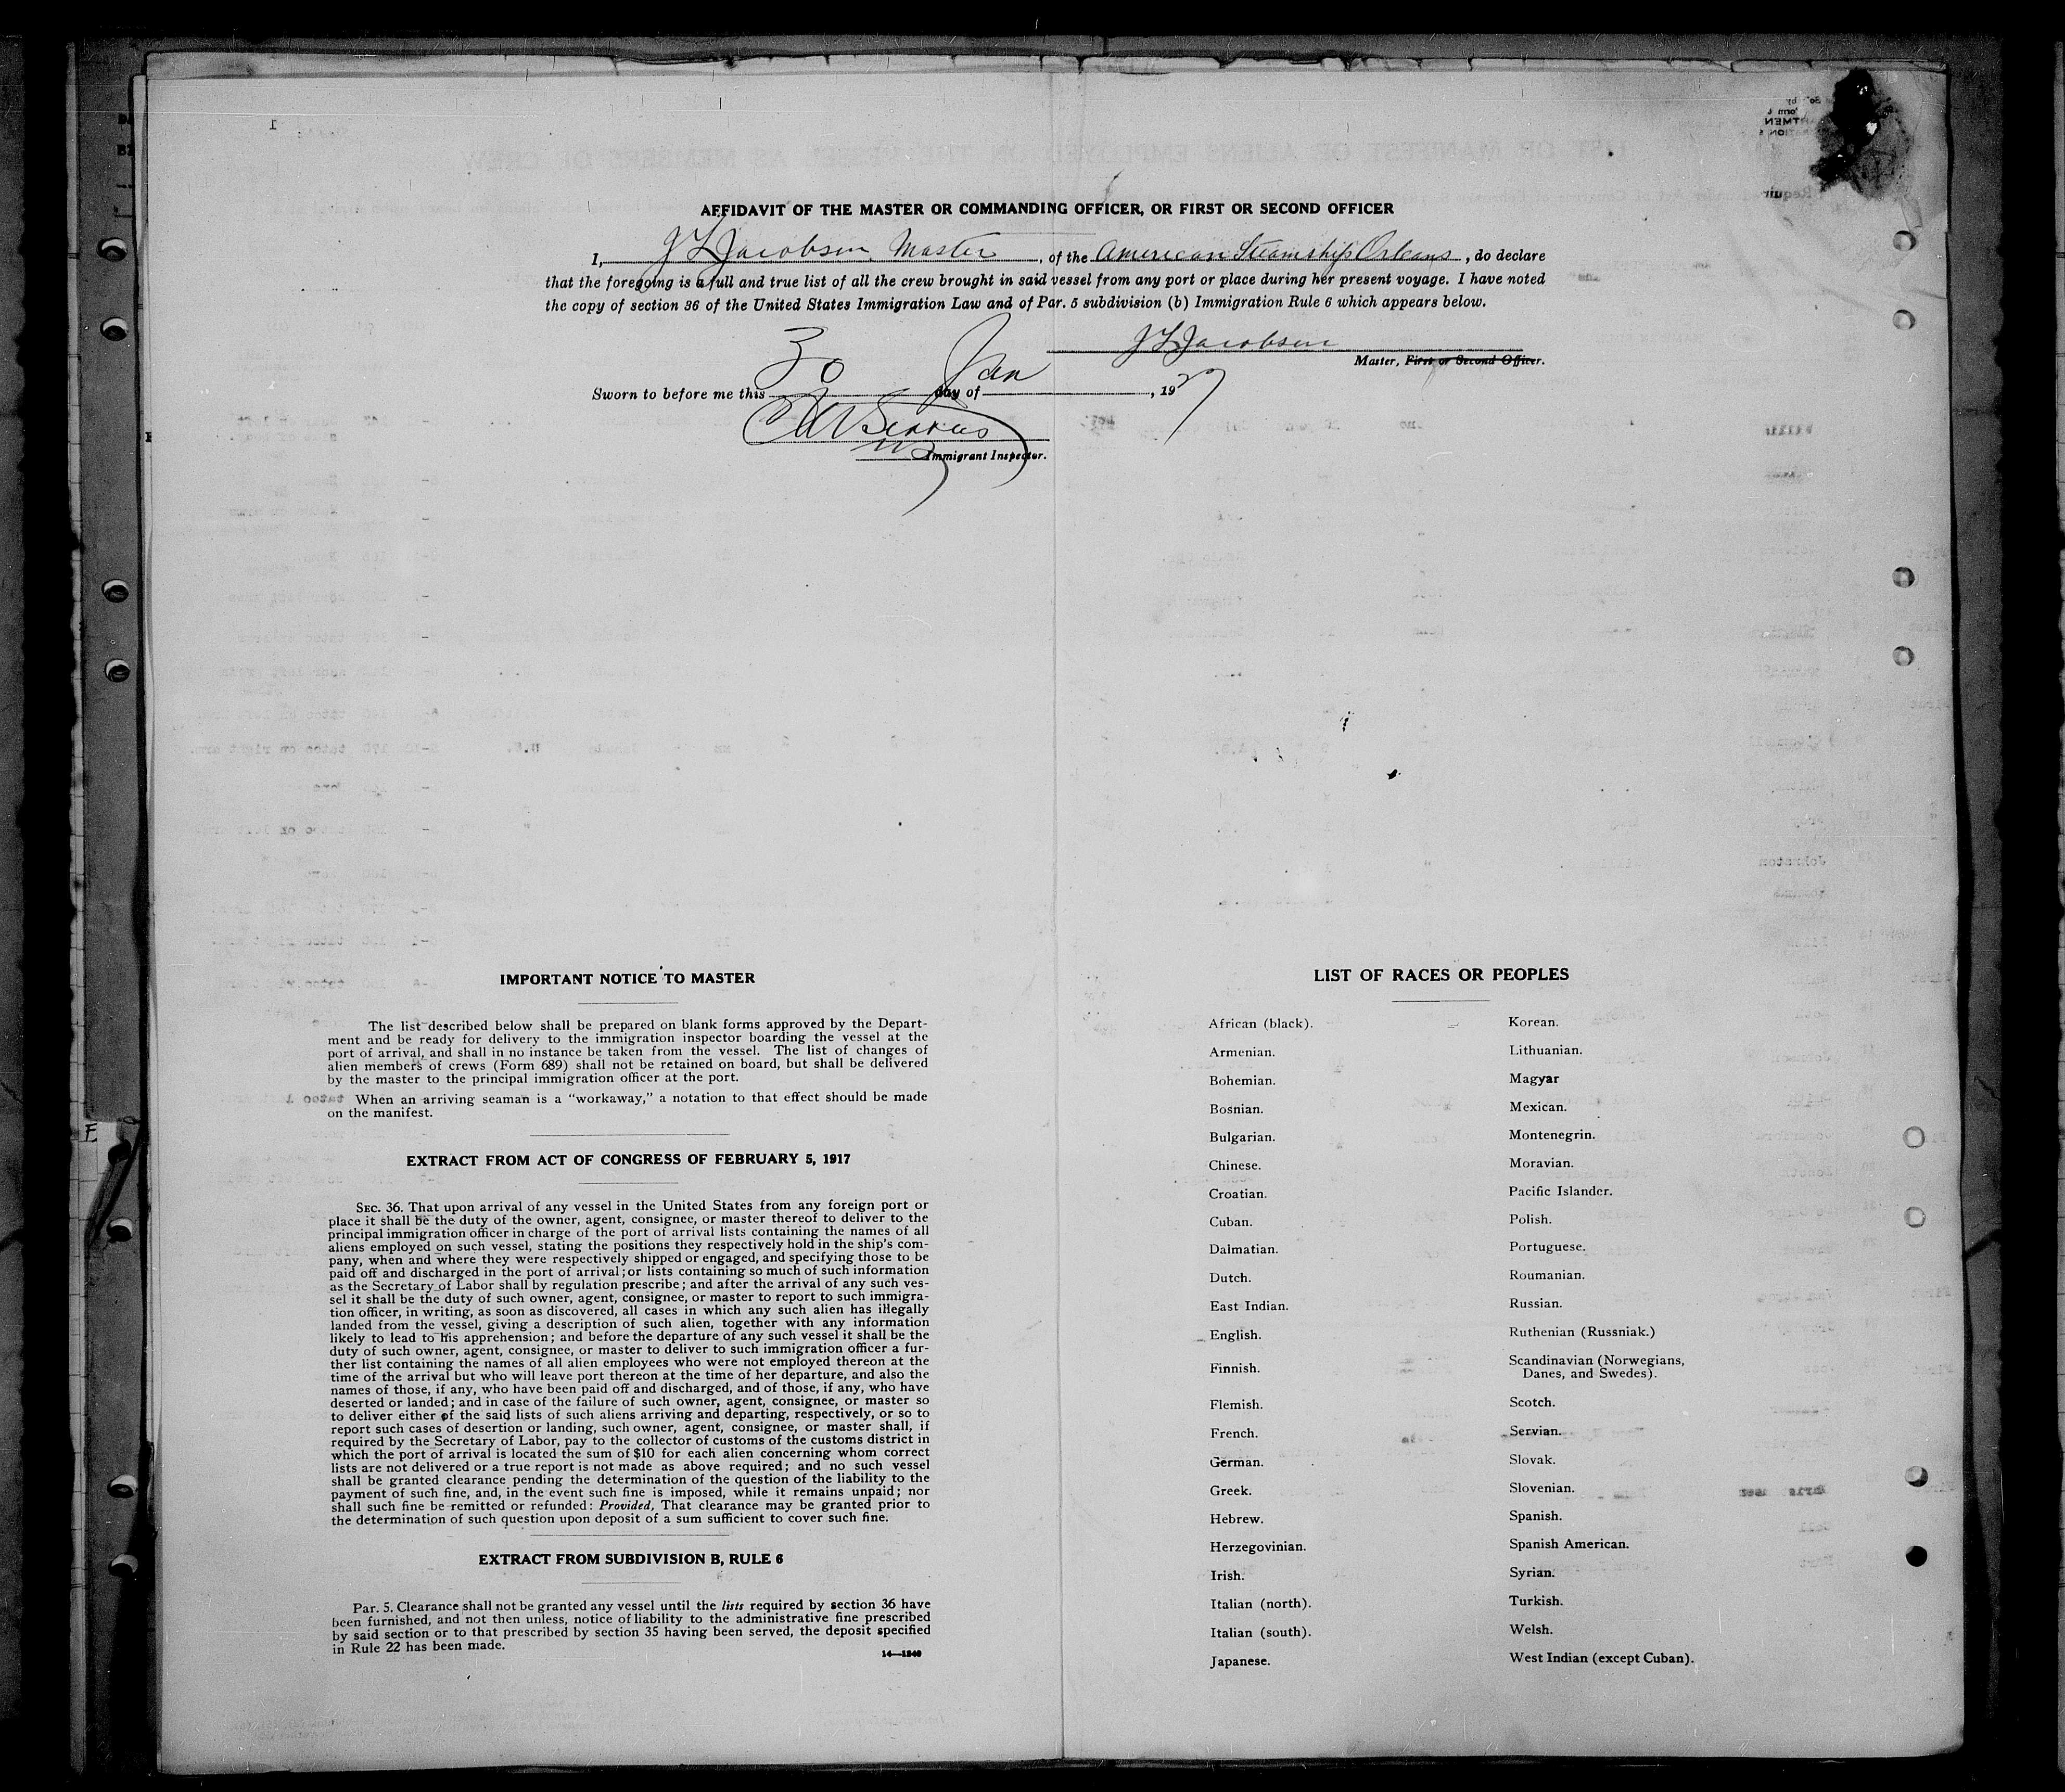 AFFIDAVIT OF THE MASTER OR COMMANDING OFFICER, OR FIRST OR SECOND OFFICER
I, J L Jacobsen, Master, of the American Steamship Orleans, do declare
that the foregoing is a full and true list of all the crew brought in said vessel from any port or place during her present voyage. I have noted
the copy of section 36 of the United States Immigration Law and of Par. 5 subdivision (b) Immigration Rule 6 which appears below.
J L Jacobsen
Master, First or Second Officer.
Sworn to before me this 30 day of Jan, 1927
Immigrant Inspector.
IMPORTANT NOTICE TO MASTER
The list described below shall be prepared on blank forms approved by the Depart-
ment and be ready for delivery to the immigration inspector boarding the vessel at the
port of arrival, and shall in no instance be taken from the vessel. The list of changes of
alien members of crews (Form 689) shall not be retained on board, but shall be delivered
by the master to the principal immigration officer at the port.
When an arriving seaman is a "workaway," a notation to that effect should be made
on the manifest.
EXTRACT FROM ACT OF CONGRESS OF FEBRUARY 5, 1917
SEC. 36. That upon arrival of any vessel in the United States from any foreign port or
place it shall be the duty of the owner, agent, consignee, or master thereof to deliver to the
principal immigration officer in charge of the port of arrival lists containing the names of all
aliens employed on such vessel, stating the positions they respectively hold in the ship's com-
pany, when and where they were respectively shipped or engaged, and specifying those to be
paid off and discharged in the port of arrival; or lists containing so much of such information
as the Secretary of Labor shall by regulation prescribe; and after the arrival of any such ves-
sel it shall be the duty of such owner, agent, consignee, or master to report to such immigra-
tion officer, in writing, as soon as discovered, all cases in which any such alien has illegally
landed from the vessel, giving a description of such alien, together with any information
likely to lead to his apprehension; and before the departure of any such vessel it shall be the
duty of such owner, agent, consignee, or master to deliver to such immigration officer a fur-
ther list containing the names of all alien employees who were not employed thereon at the
time of the arrival but who will leave port thereon at the time of her departure, and also the
names of those, if any, who have been paid off and discharged, and of those, if any, who have
deserted or landed; and in case of the failure of such owner, agent, consignee, or master so
to deliver either of the said lists of such aliens arriving and departing, respectively, or so to
report such cases of desertion or landing, such owner, agent, consignee, or master shall, if
required by the Secretary of Labor, pay to the collector of customs of the customs district in
which the port of arrival is located the sum of $10 for each alien concerning whom correct
lists are not delivered or a true report is not made as above required; and no such vessel
shall be granted clearance pending the determination of the question of the liability to the
payment of such fine, and, in the event such fine is imposed, while it remains unpaid; nor
shall such fine be remitted or refunded: Provided, That clearance may be granted prior to
the determination of such question upon deposit of a sum sufficient to cover such fine.
EXTRACT FROM SUBDIVISION B, RULE 6
Par. 5. Clearance shall not be granted any vessel until the lists required by section 36 have
been furnished, and not then unless, notice of liability to the administrative fine prescribed
by said section or to that prescribed by section 35 having been served, the deposit specified
in Rule 22 has been made.
14—1240
LIST OF RACES OR PEOPLES
African (black).
Armenian.
Bohemian.
Bosnian.
Bulgarian.
Chinese.
Croatian.
Cuban.
Dalmatian.
Dutch.
East Indian.
English.
Finnish.
Flemish.
French.
German.
Greek.
Hebrew.
Herzegovinian.
Irish.
Italian (north).
Italian (south).
Japanese.
Korean.
Lithuanian.
Magyar
Mexican.
Montenegrin.
Moravian.
Pacific Islander.
Polish.
Portuguese.
Roumanian.
Russian.
Ruthenian (Russniak.)
Scandinavian (Norwegians,
Danes, and Swedes).
Scotch.
Servian.
Slovak.
Slovenian.
Spanish.
Spanish American.
Syrian.
Turkish.
Welsh.
West Indian (except Cuban).